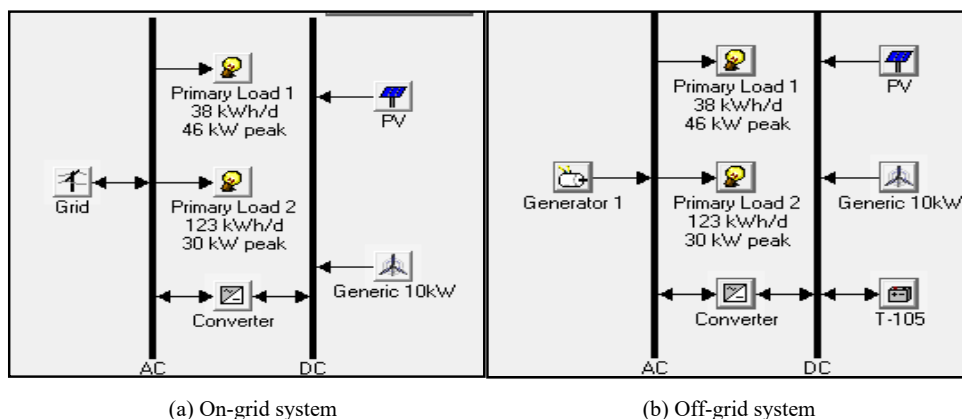 Primary Load 1
38 kWh/d
46 kW peak
PV
Grid
Primary Load 2
123 kWh/d
30 kW peak
Generic 10kW
Converter
AC
DC
(a) On-grid system
Primary Load 1
38 kWh/d
46 kW peak
PV
Generator 1
Primary Load 2
123 kWh/d
30 kW peak
Generic 10kW
Converter
T-105
AC
DC
(b) Off-grid system